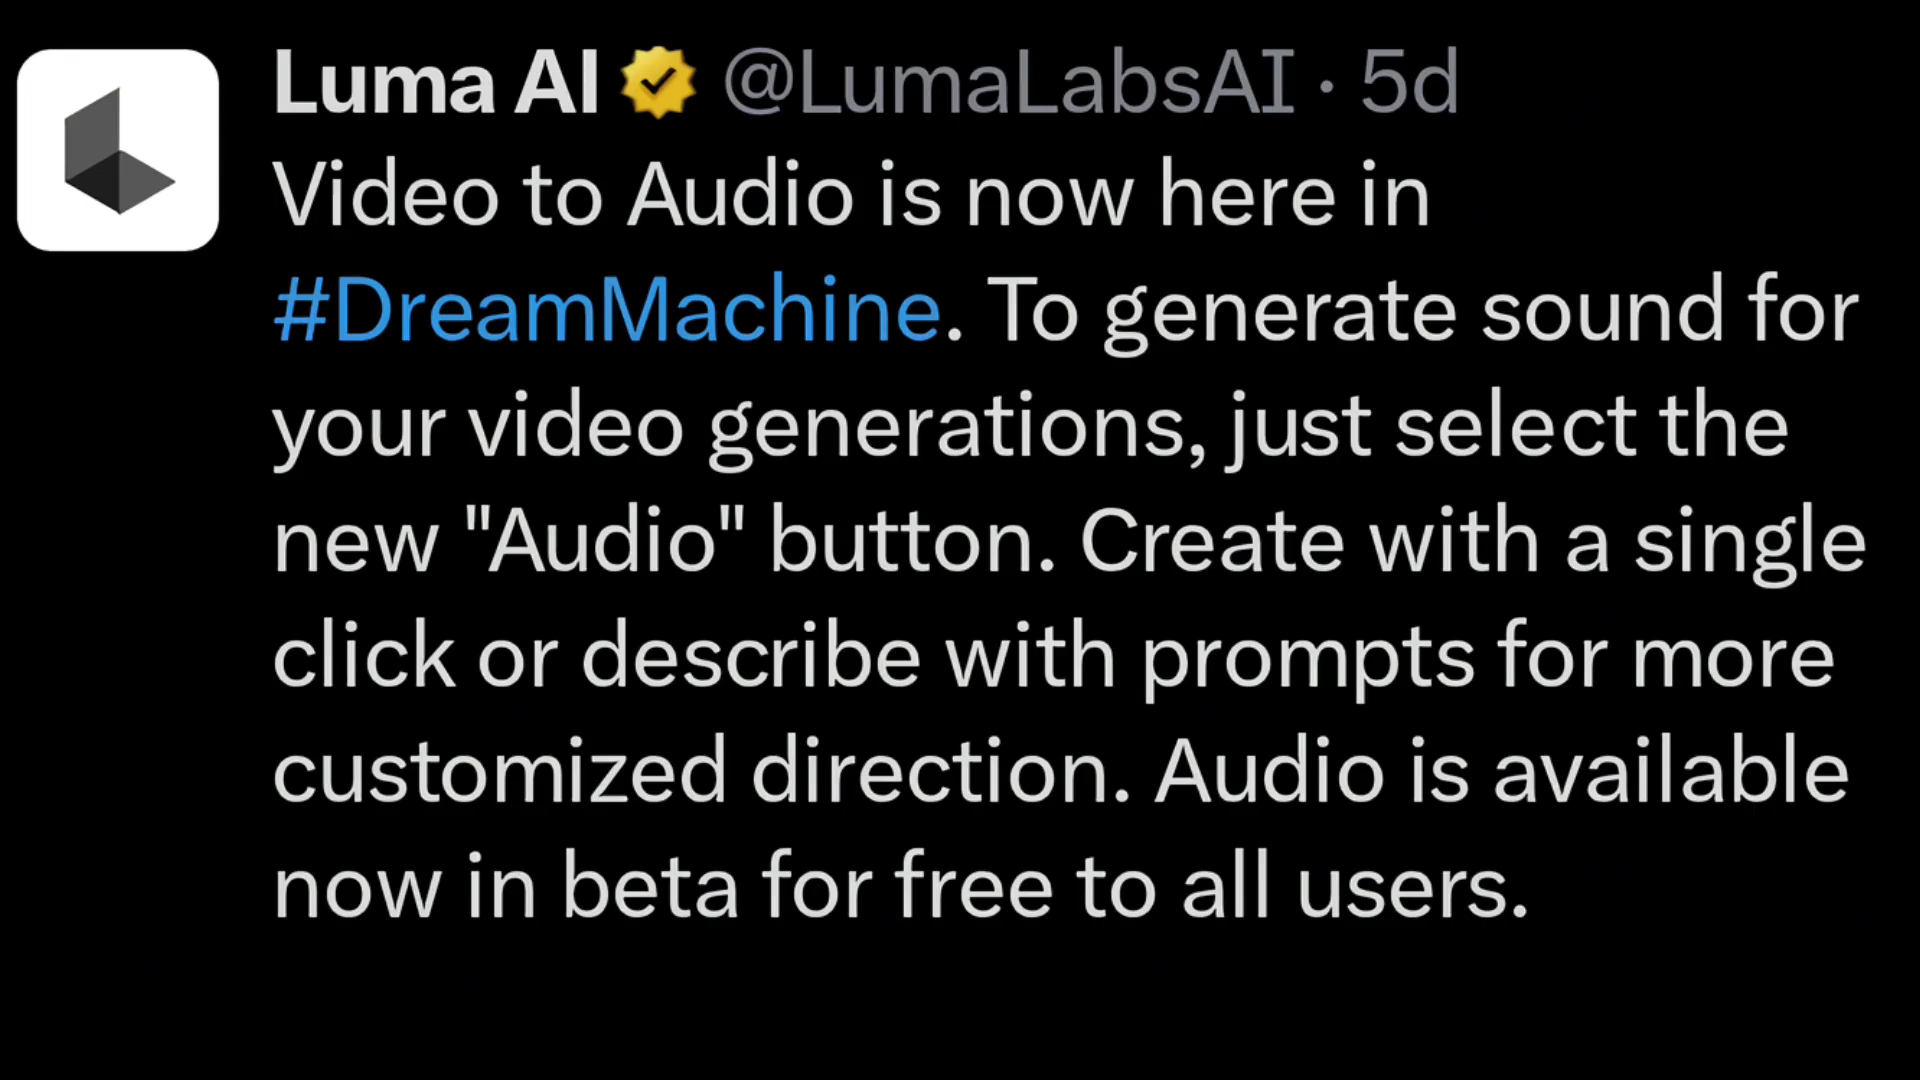 Luma AI @LumaLabsAI · 5d
Video to Audio is now here in
#DreamMachine. To generate sound for
your video generations, just select the
new "Audio" button. Create with a single
click or describe with prompts for more
customized direction. Audio is available
now in beta for free to all users.